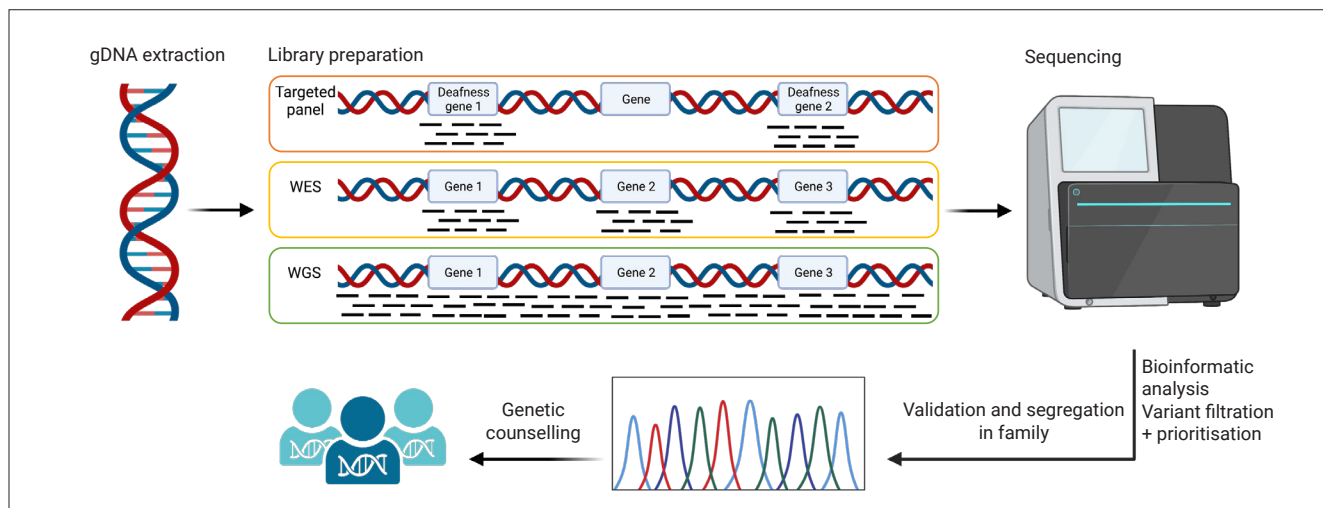 gDNA extraction
Library preparation
Sequencing
Targeted
panel
Deafness
gene 1
Gene
Deafness
gene 2
WES
Gene 1
Gene 2
Gene 3
WGS
Gene 1
Gene 2
Gene 3
Bioinformatic
analysis
Variant filtration
+ prioritisation
Validation and segregation
in family
Genetic
counselling